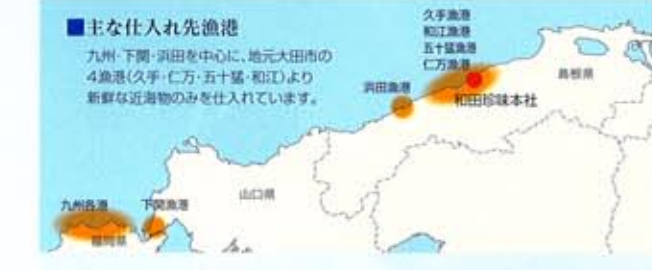 ■主な仕入れ先漁港
九州・下関・浜田を中心に、地元大田市の
4漁港(久手・仁万・五十猛・和江)より
新鮮な近海物のみを仕入れています。
久手漁港
和江漁港
五十猛漁港
仁万漁港
浜田漁港
和田珍味本社
島根県
山口県
九州各港
下関漁港
福岡県